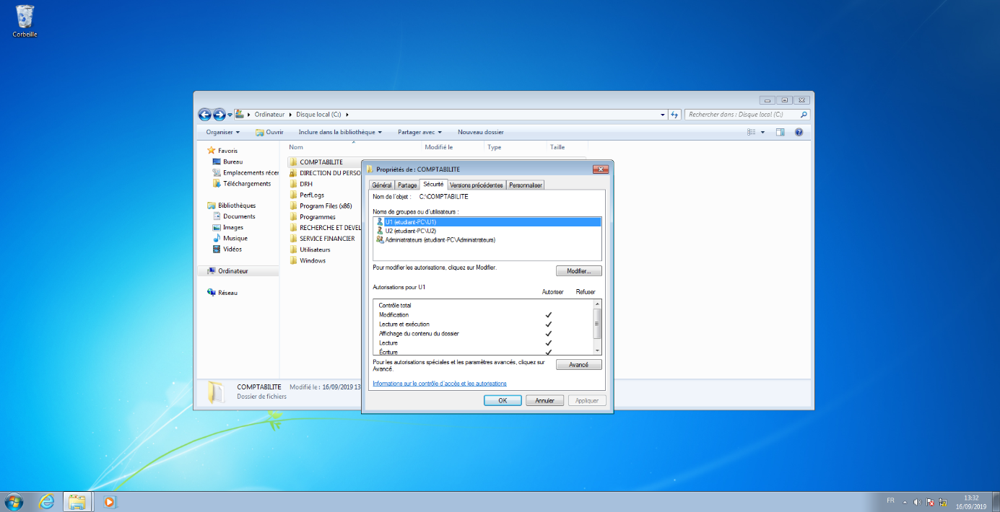 Corbeille
Ordinateur Disque local (C:)
Rechercher dans : Disque local (C:)
Organiser Ouvrir Inclure dans la bibliothèque Partager avec Nouveau dossier
Favoris
Bureau
Emplacements récer
Téléchargements
Bibliothèques
Documents
Images
Musique
Vidéos
Ordinateur
Réseau
Nom Modifié le Type Taille
COMPTABILITE
DIRECTION DU PERSO
DRH
PerfLogs
Program Files (x86)
Programmes
RECHERCHE ET DEVEL
SERVICE FINANCIER
Utilisateurs
Windows
COMPTABILITE Modifié le : 16/09/2019 13
Dossier de fichiers
Propriétés de : COMPTABILITE
Général Partage Sécurité Versions précédentes Personnaliser
Nom de l'objet : C:\COMPTABILITE
Noms de groupes ou d'utilisateurs :
U1 (etudiant-PC\U1)
U2 (etudiant-PC\U2)
Administrateurs (etudiant-PC\Administrateurs)
Pour modifier les autorisations, cliquez sur Modifier.
Modifier...
Autorisations pour U1 Autoriser Refuser
Contrôle total
Modification
Lecture et exécution
Affichage du contenu du dossier
Lecture
Écriture
Pour les autorisations spéciales et les paramètres avancés, cliquez sur
Avancé.
Avancé
Informations sur le contrôle d'accès et les autorisations
OK Annuler Appliquer
FR
13:32
16/09/2019